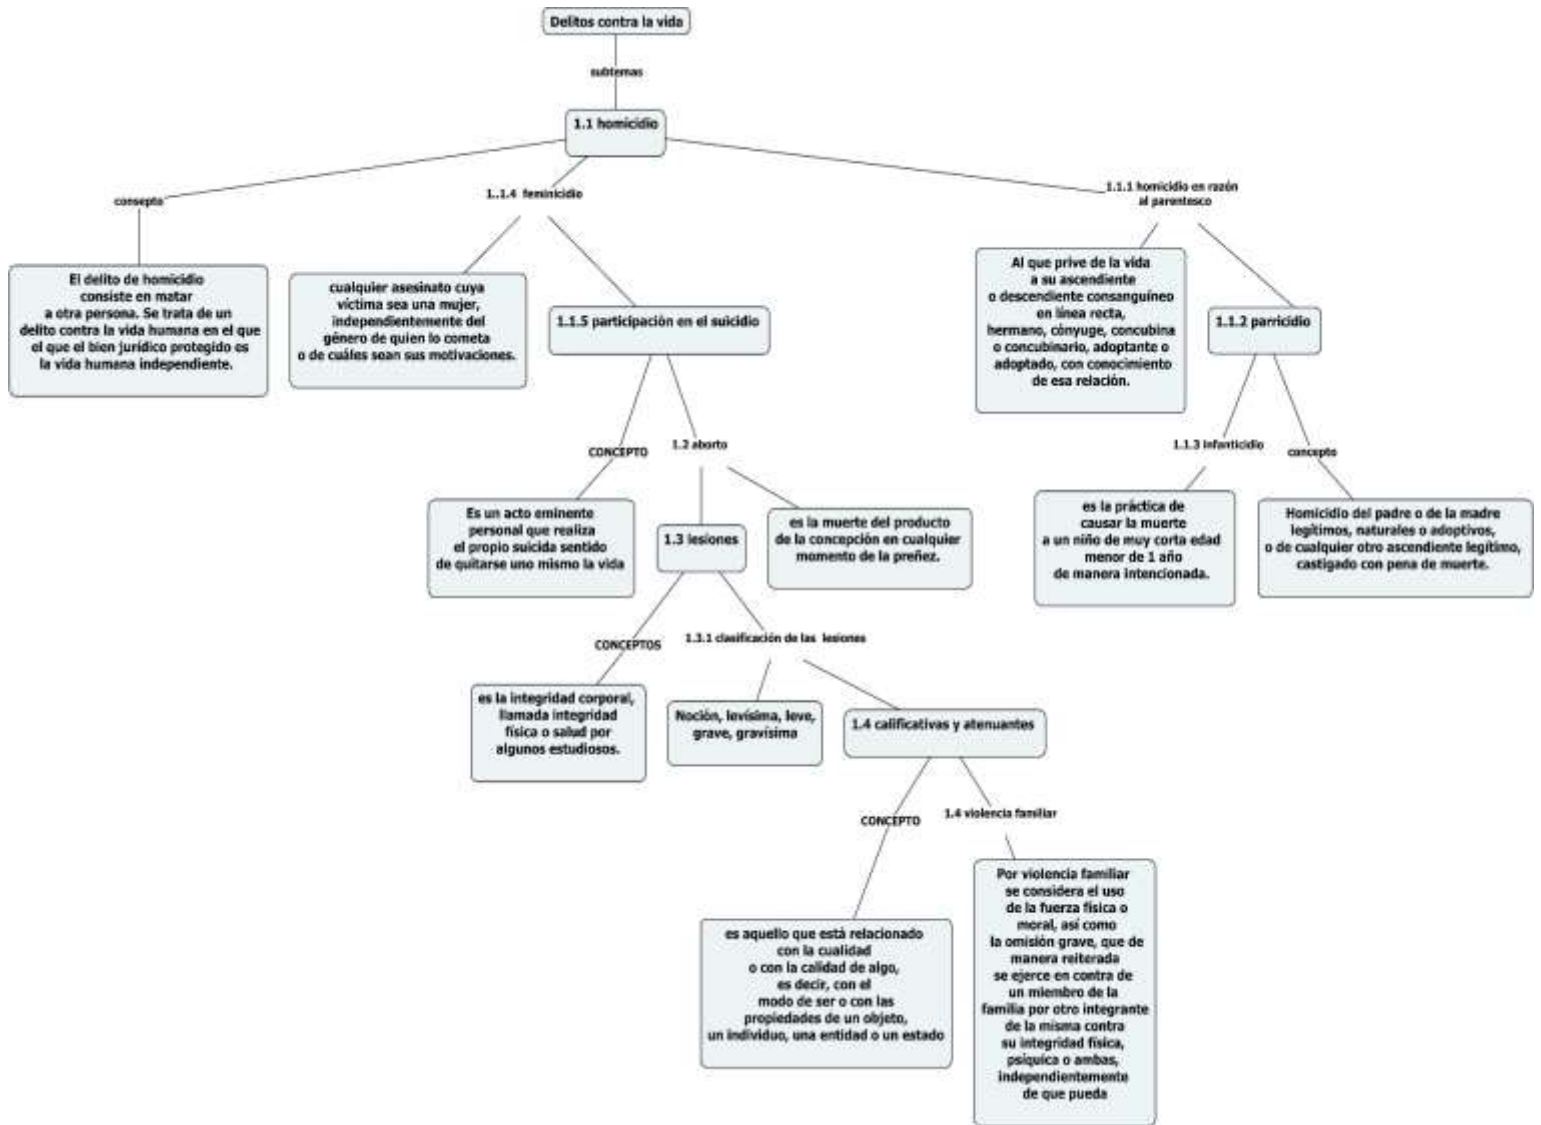 Delitos contra la vida
subtemas
1.1 homicidio
consepto
1..1.4 feminicidio
1.1.1 homicidio en razón
al parentesco
El delito de homicidio
consiste en matar
a otra persona. Se trata de un
delito contra la vida humana en el que
el que el bien jurídico protegido es
la vida humana independiente.
cualquier asesinato cuya
víctima sea una mujer,
independientemente del
género de quien lo cometa
o de cuáles sean sus motivaciones.
1.1.5 participación en el suicidio
Al que prive de la vida
a su ascendiente
o descendiente consanguíneo
en línea recta,
hermano, cónyuge, concubina
o concubinario, adoptante o
adoptado, con conocimiento
de esa relación.
1.1.2 parricidio
CONCEPTO
1.2 aborto
1.1.3 infanticidio
concepto
Es un acto eminente
personal que realiza
el propio suicida sentido
de quitarse uno mismo la vida
1.3 lesiones
es la muerte del producto
de la concepción en cualquier
momento de la preñez.
es la práctica de
causar la muerte
a un niño de muy corta edad
menor de 1 año
de manera intencionada.
Homicidio del padre o de la madre
legítimos, naturales o adoptivos,
o de cualquier otro ascendiente legítimo,
castigado con pena de muerte.
CONCEPTOS
1.3.1 clasificación de las lesiones
es la integridad corporal,
llamada integridad
física o salud por
algunos estudiosos.
Noción, levísima, leve,
grave, gravísima
1.4 calificativas y atenuantes
CONCEPTO
1.4 violencia familiar
es aquello que está relacionado
con la cualidad
o con la calidad de algo,
es decir, con el
modo de ser o con las
propiedades de un objeto,
un individuo, una entidad o un estado
Por violencia familiar
se considera el uso
de la fuerza física o
moral, así como
la omisión grave, que de
manera reiterada
se ejerce en contra de
un miembro de la
familia por otro integrante
de la misma contra
su integridad física,
psíquica o ambas,
independientemente
de que pueda